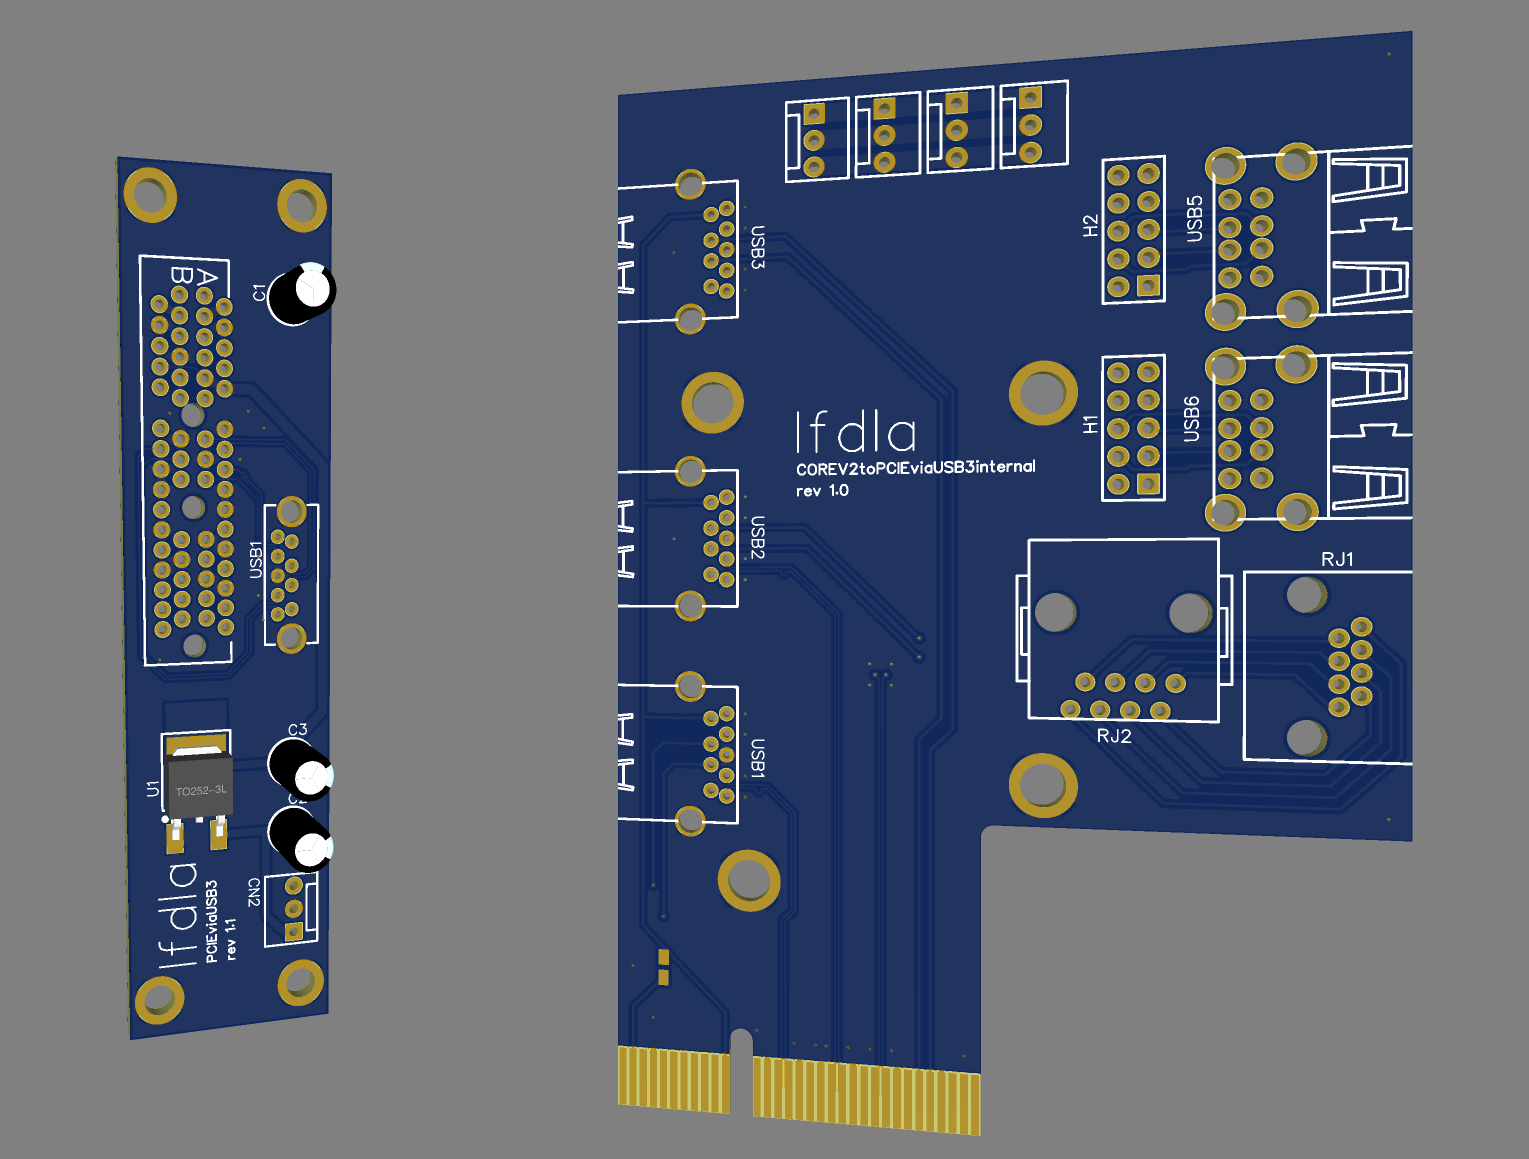 B A
C1
USB1
C3
C2
U1
TO252-3L
CN2
lfdla
PCIEviaUSB3
rev 1.1
USB3
USB2
USB1
lfdla
COREV2toPCIEviaUSB3internal
rev 1.0
H2
USB5
H1
USB6
RJ1
RJ2